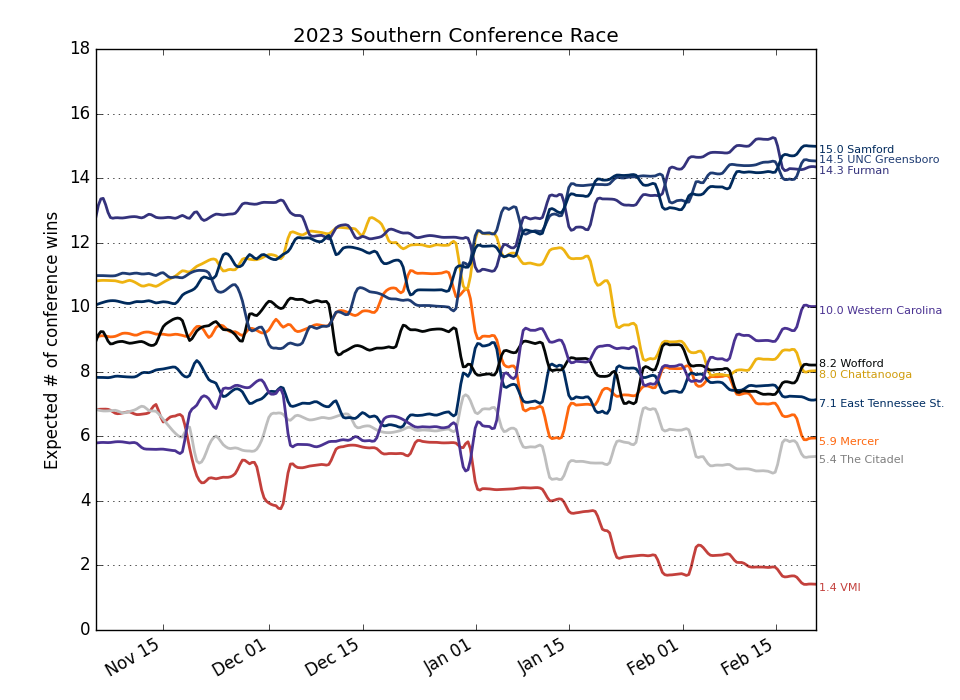 2023 Southern Conference Race
Expected # of conference wins
18
16
14
12
10
8
6
4
2
0
Nov 15
Dec 01
Dec 15
Jan 01
Jan 15
Feb 01
Feb 15
15.0 Samford
14.5 UNC Greensboro
14.3 Furman
10.0 Western Carolina
8.2 Wofford
8.0 Chattanooga
7.1 East Tennessee St.
5.9 Mercer
5.4 The Citadel
1.4 VMI